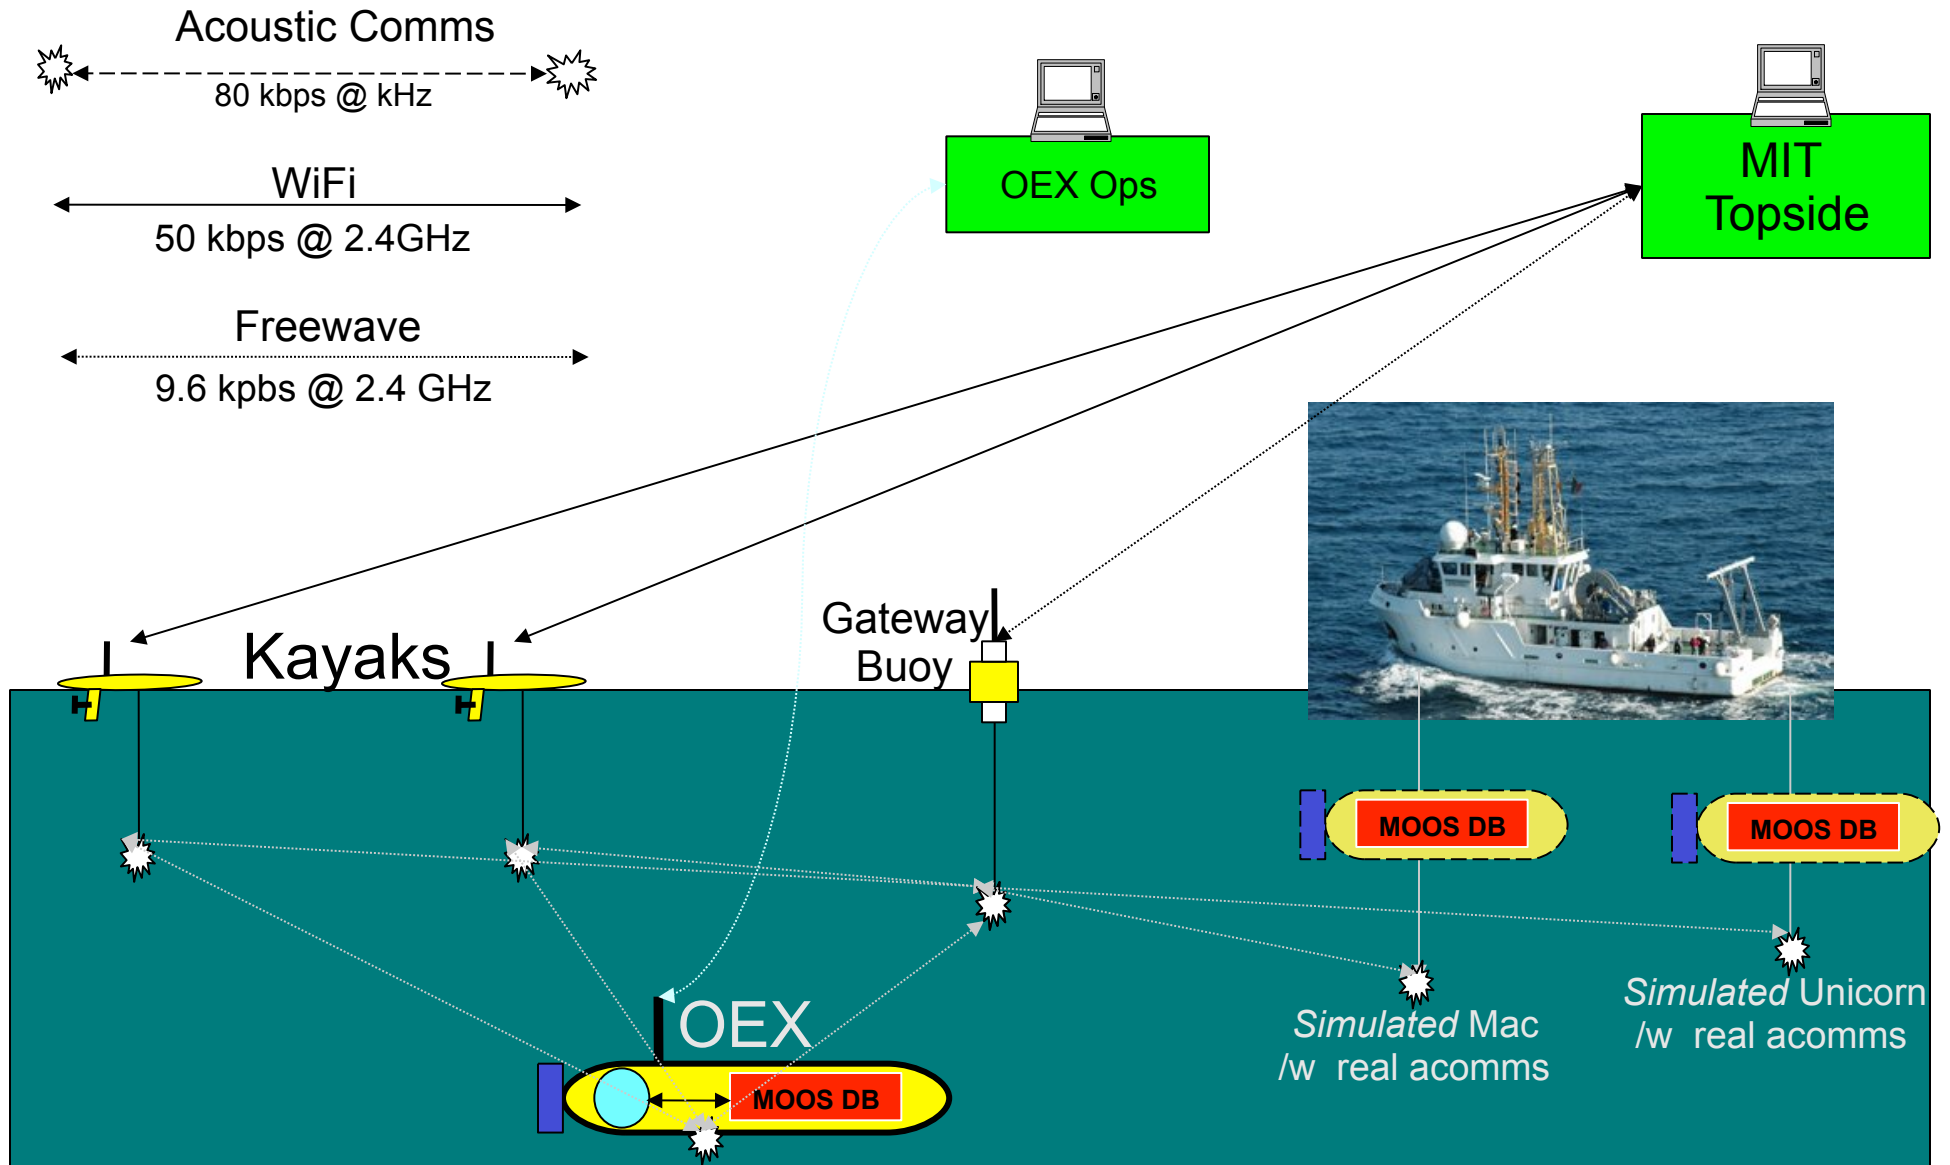 Acoustic Comms
80 kbps @ kHz
WiFi
50 kbps @ 2.4GHz
Freewave
9.6 kpbs @ 2.4 GHz
OEX Ops
MIT
Topside
Kayaks
Gateway
Buoy
MOOS DB
MOOS DB
Simulated Mac
/w real acomms
Simulated Unicorn
/w real acomms
OEX
MOOS DB